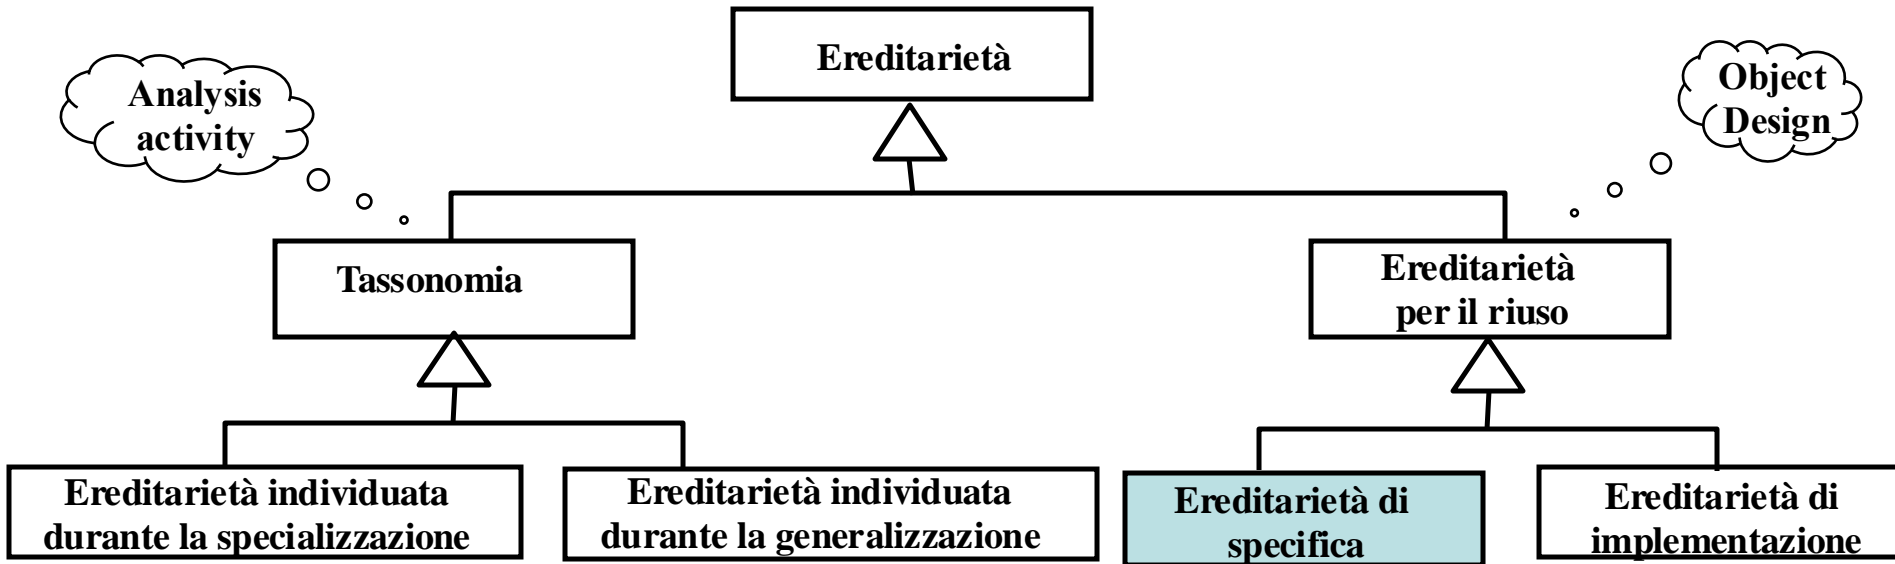 Ereditarietà
Analysis
activity
Object
Design
Tassonomia
Ereditarietà
per il riuso
Ereditarietà individuata
durante la specializzazione
Ereditarietà individuata
durante la generalizzazione
Ereditarietà di
specifica
Ereditarietà di
implementazione